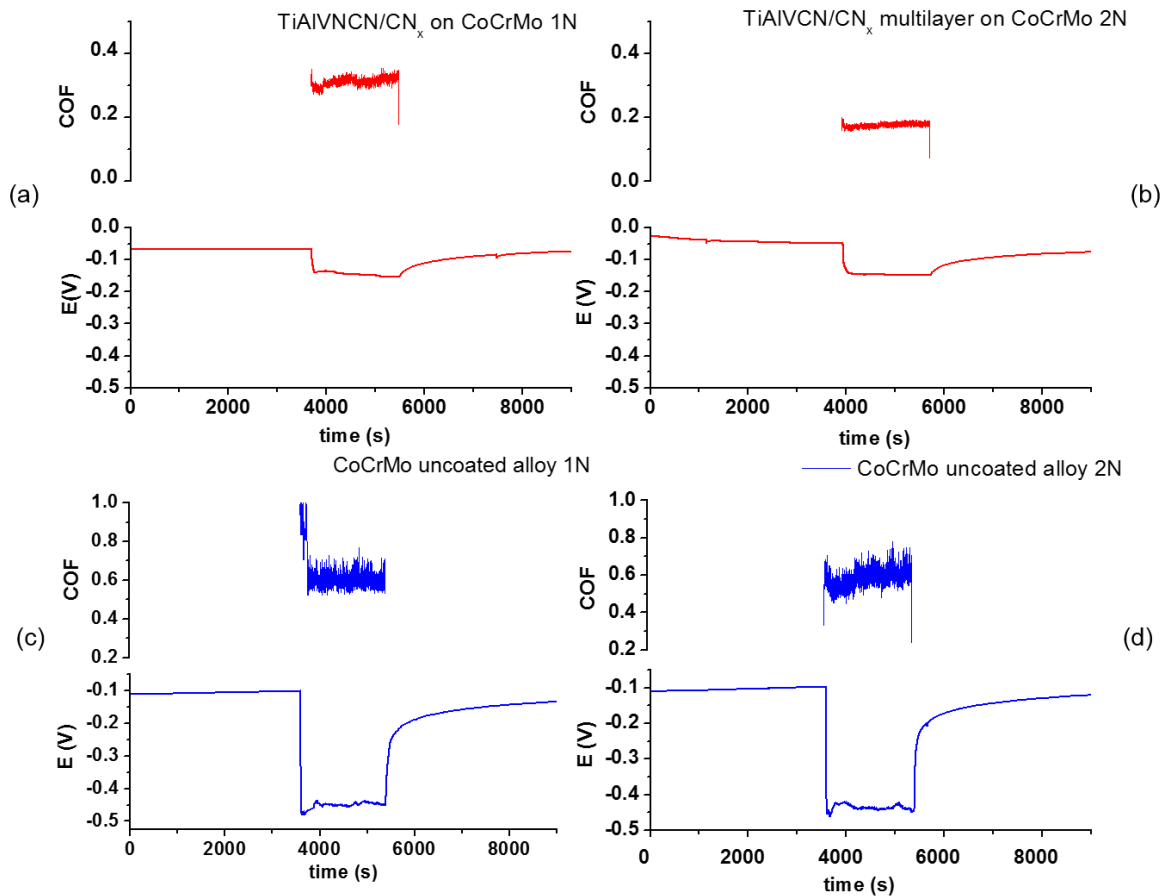 TiAlVNCN/CNx on CoCrMo 1N
0.4
0.2
0.0
COF
(a)
0.0
-0.1
-0.2
-0.3
-0.4
-0.5
E(V)
0 2000 4000 6000 8000
time (s)
TiAlVCN/CNx multilayer on CoCrMo 2N
0.4
0.2
0.0
COF
(b)
0.0
-0.1
-0.2
-0.3
-0.4
-0.5
E (V)
0 2000 4000 6000 8000
time (s)
CoCrMo uncoated alloy 1N
1.0
0.8
0.6
0.4
0.2
COF
(c)
-0.1
-0.2
-0.3
-0.4
-0.5
E (V)
0 2000 4000 6000 8000
time (s)
CoCrMo uncoated alloy 2N
1.0
0.8
0.6
0.4
0.2
COF
(d)
-0.1
-0.2
-0.3
-0.4
-0.5
E (V)
0 2000 4000 6000 8000
time (s)